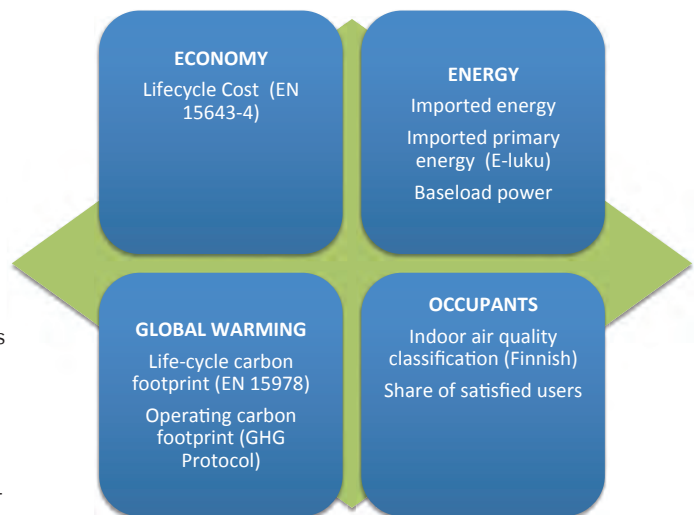 ECONOMY
Lifecycle Cost (EN
15643-4)
ENERGY
Imported energy
Imported primary
energy (E-luku)
Baseload power
GLOBAL WARMING
Life-cycle carbon
footprint (EN 15978)
Operating carbon
footprint (GHG
Protocol)
OCCUPANTS
Indoor air quality
classification (Finnish)
Share of satisfied users
s